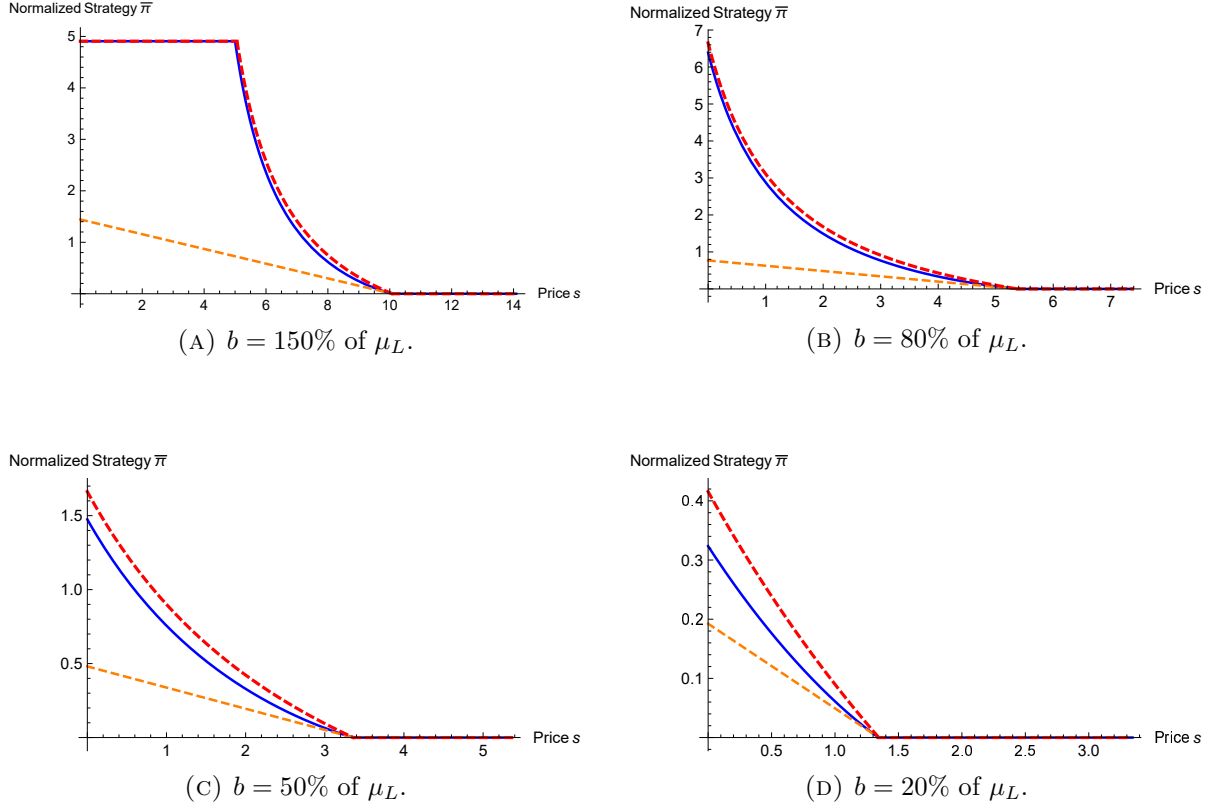 Normalized Strategy π̅
5
4
3
2
1
2 4 6 8 10 12 14
Price s
(A) b = 150% of μ_L.
Normalized Strategy π̅
7
6
5
4
3
2
1
1 2 3 4 5 6 7
Price s
(B) b = 80% of μ_L.
Normalized Strategy π̅
1.5
1.0
0.5
1 2 3 4 5
Price s
(C) b = 50% of μ_L.
Normalized Strategy π̅
0.4
0.3
0.2
0.1
0.5 1.0 1.5 2.0 2.5 3.0
Price s
(D) b = 20% of μ_L.